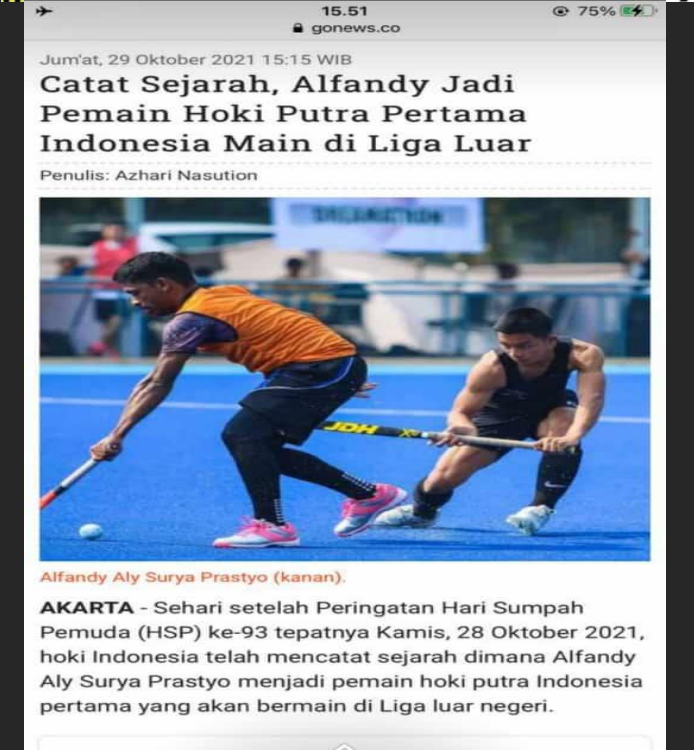 15.51
75%
gonews.co
Jum'at, 29 Oktober 2021 15:15 WIB
Catat Sejarah, Alfandy Jadi
Pemain Hoki Putra Pertama
Indonesia Main di Liga Luar
Penulis: Azhari Nasution
JDH
Alfandy Aly Surya Prastyo (kanan).
AKARTA - Sehari setelah Peringatan Hari Sumpah
Pemuda (HSP) ke-93 tepatnya Kamis, 28 Oktober 2021,
hoki Indonesia telah mencatat sejarah dimana Alfandy
Aly Surya Prastyo menjadi pemain hoki putra Indonesia
pertama yang akan bermain di Liga luar negeri.